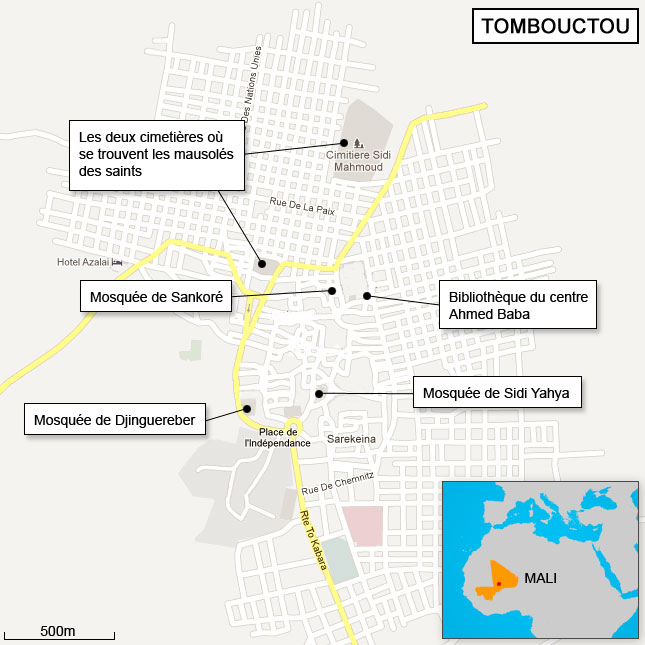 TOMBOUCTOU
Des Nations Unies
Les deux cimetières où
se trouvent les mausolés
des saints
Cimitiere Sidi
Mahmoud
Rue De La Paix
Hotel Azalai
Mosquée de Sankoré
Bibliothèque du centre
Ahmed Baba
Mosquée de Sidi Yahya
Mosquée de Djinguereber
Place de
l'Indépendance
Sarekeina
Rue De Chemnitz
Rte To Kabara
MALI
500m